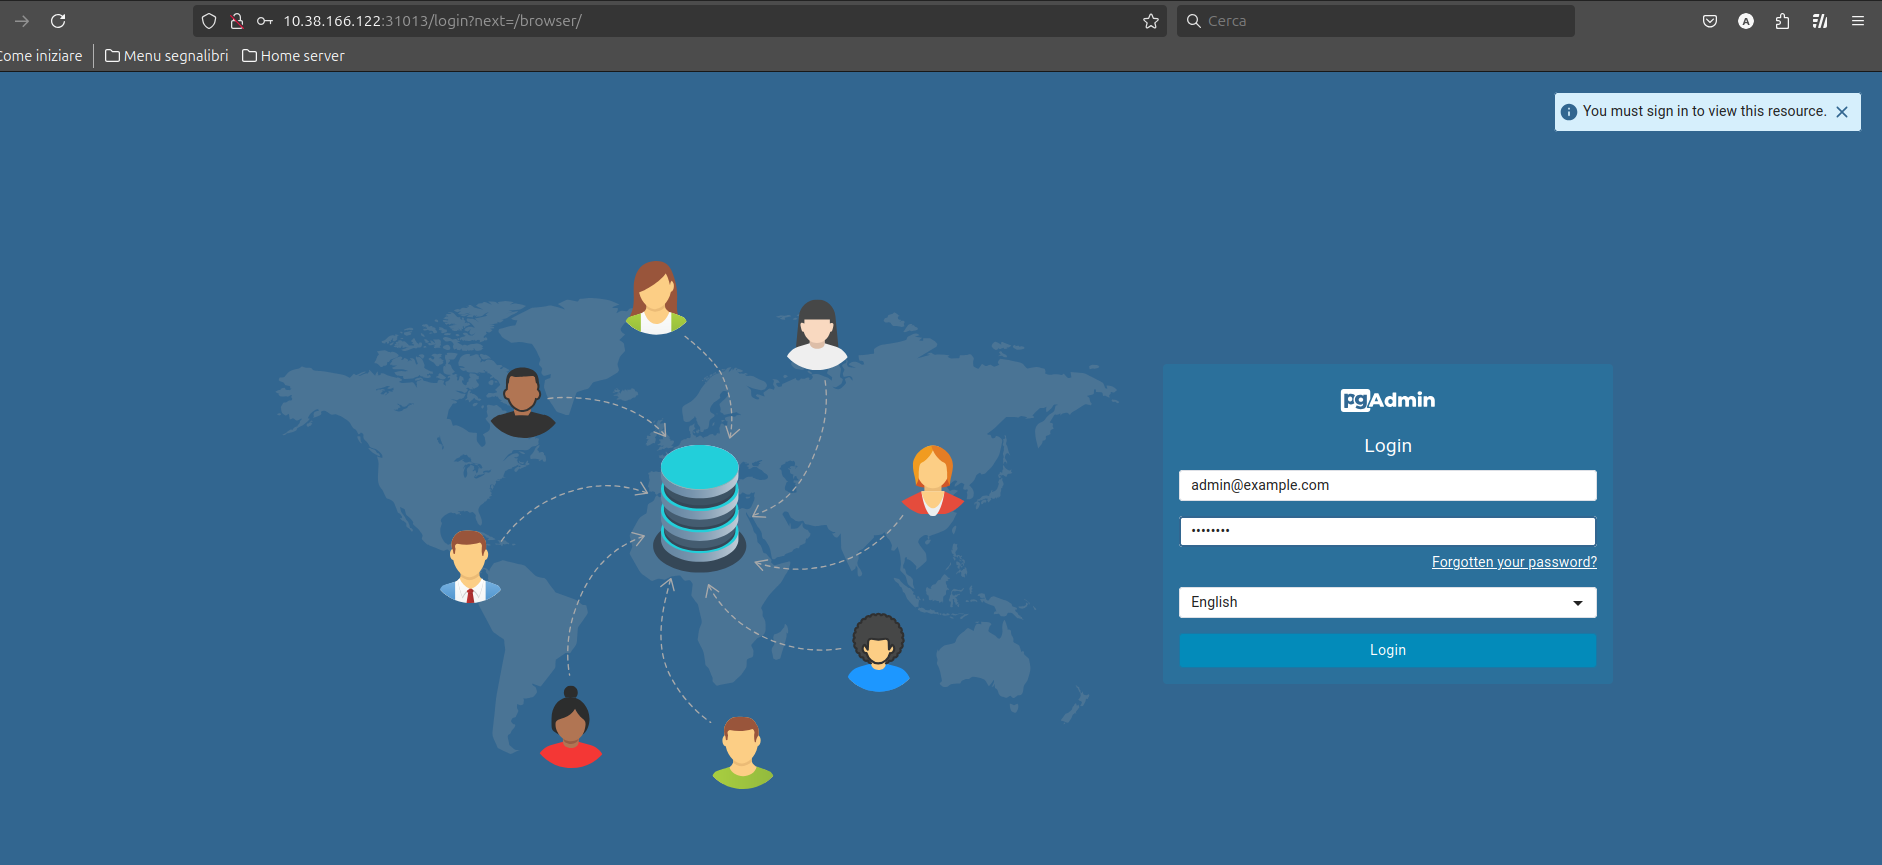 10.38.166.122:31013/login?next=/browser/
Cerca
Come iniziare
Menu segnalibri
Home server
You must sign in to view this resource.
pgAdmin
Login
admin@example.com
••••••••
Forgotten your password?
English
Login